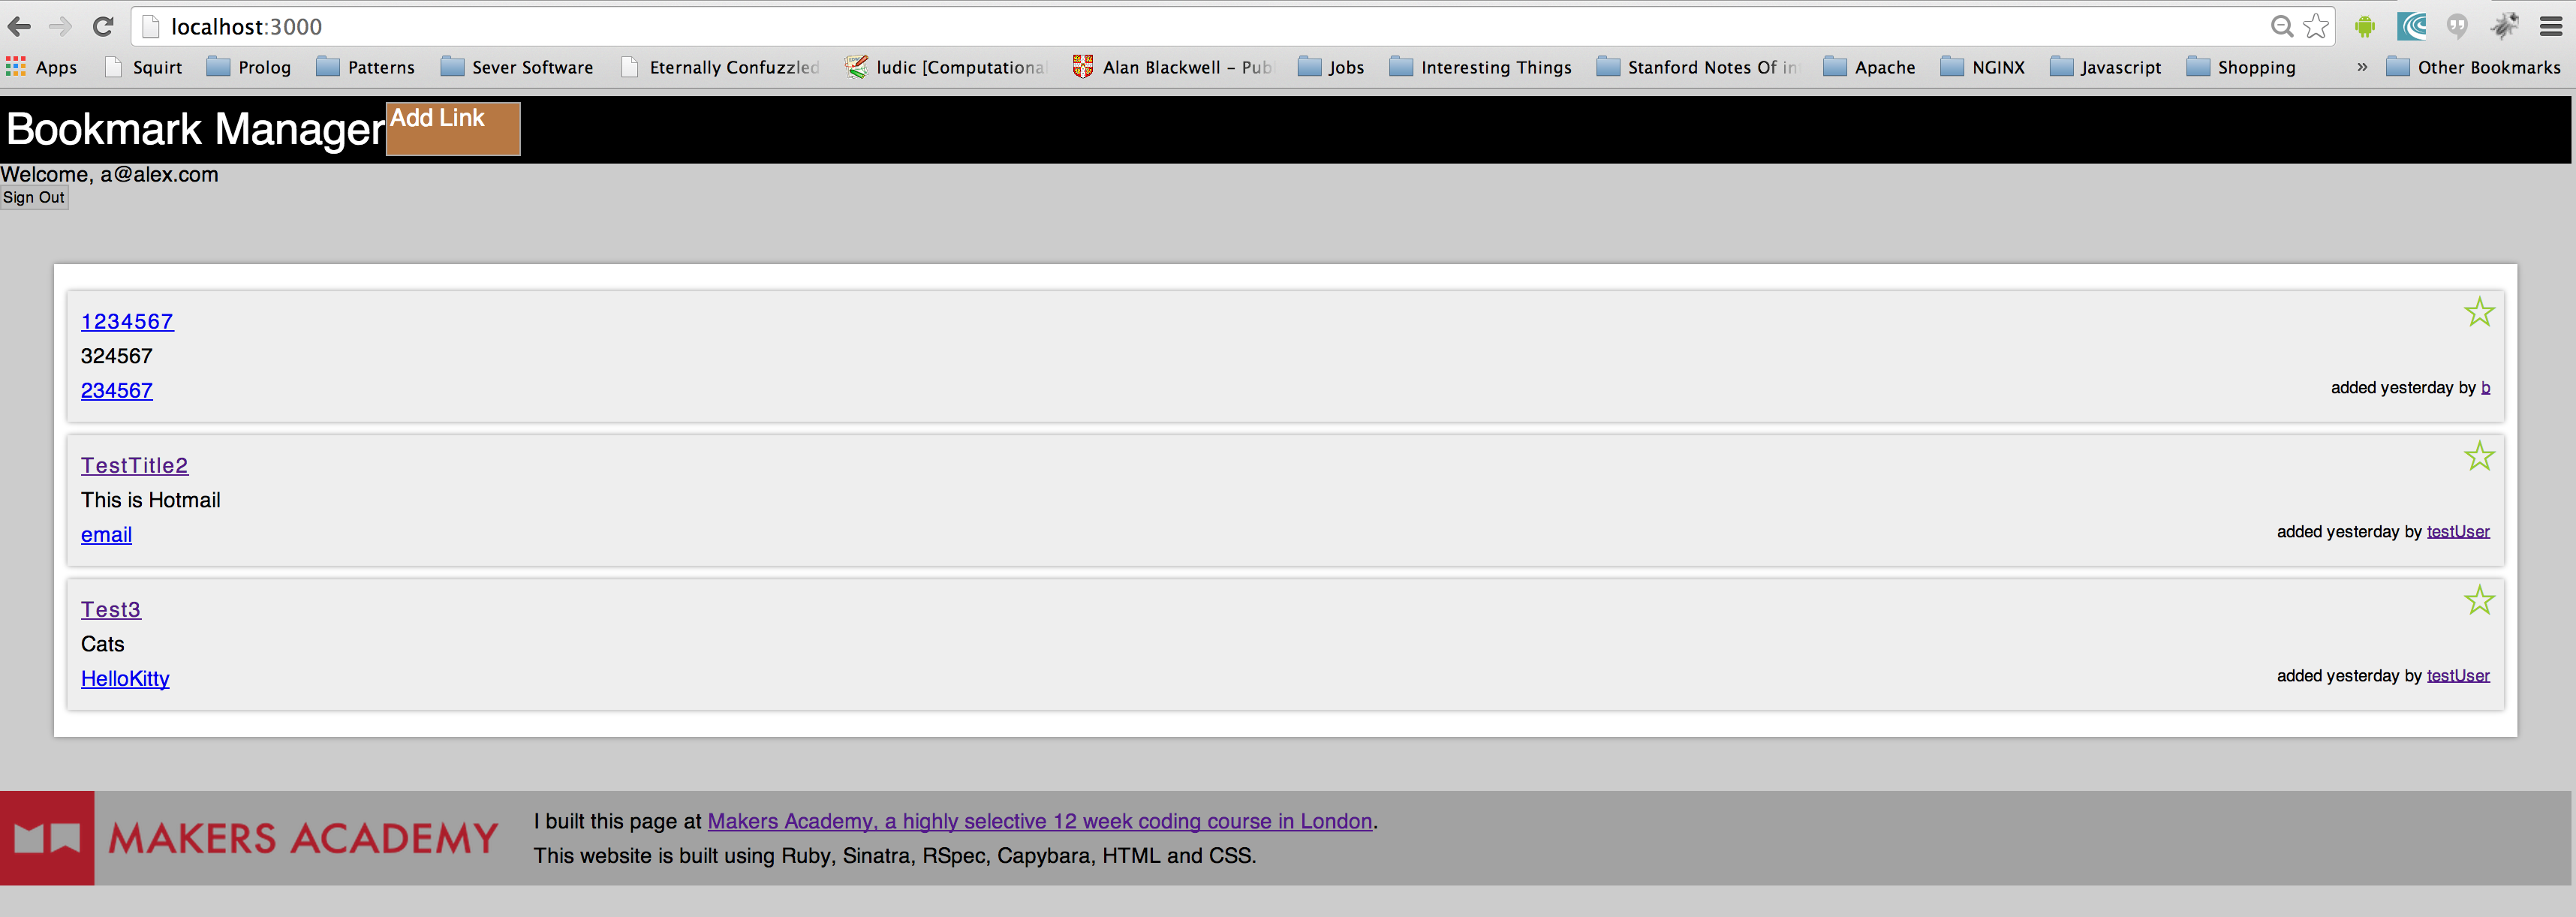 localhost:3000
Apps Squirt Prolog Patterns Sever Software Eternally Confuzzled ludic [Computationa Alan Blackwell – Pub Jobs Interesting Things Stanford Notes Of in Apache NGINX Javascript Shopping » Other Bookmarks
Bookmark Manager Add Link
Welcome, a@alex.com
Sign Out
1234567
324567
234567 added yesterday by b
TestTitle2
This is Hotmail
email added yesterday by testUser
Test3
Cats
HelloKitty added yesterday by testUser
MAKERS ACADEMY
I built this page at Makers Academy, a highly selective 12 week coding course in London.
This website is built using Ruby, Sinatra, RSpec, Capybara, HTML and CSS.